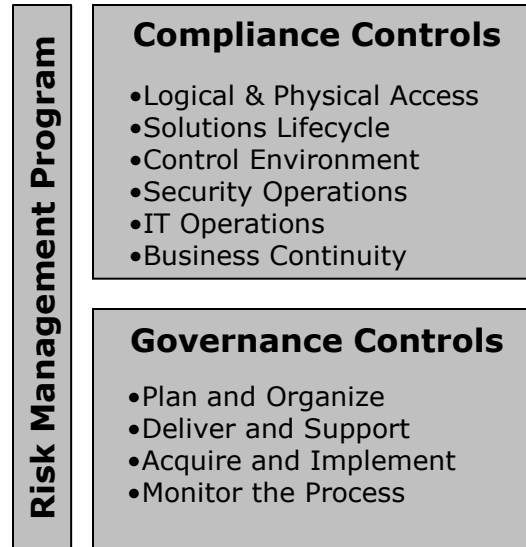 Risk Management Program
Compliance Controls
•Logical & Physical Access
•Solutions Lifecycle
•Control Environment
•Security Operations
•IT Operations
•Business Continuity
Governance Controls
•Plan and Organize
•Deliver and Support
•Acquire and Implement
•Monitor the Process